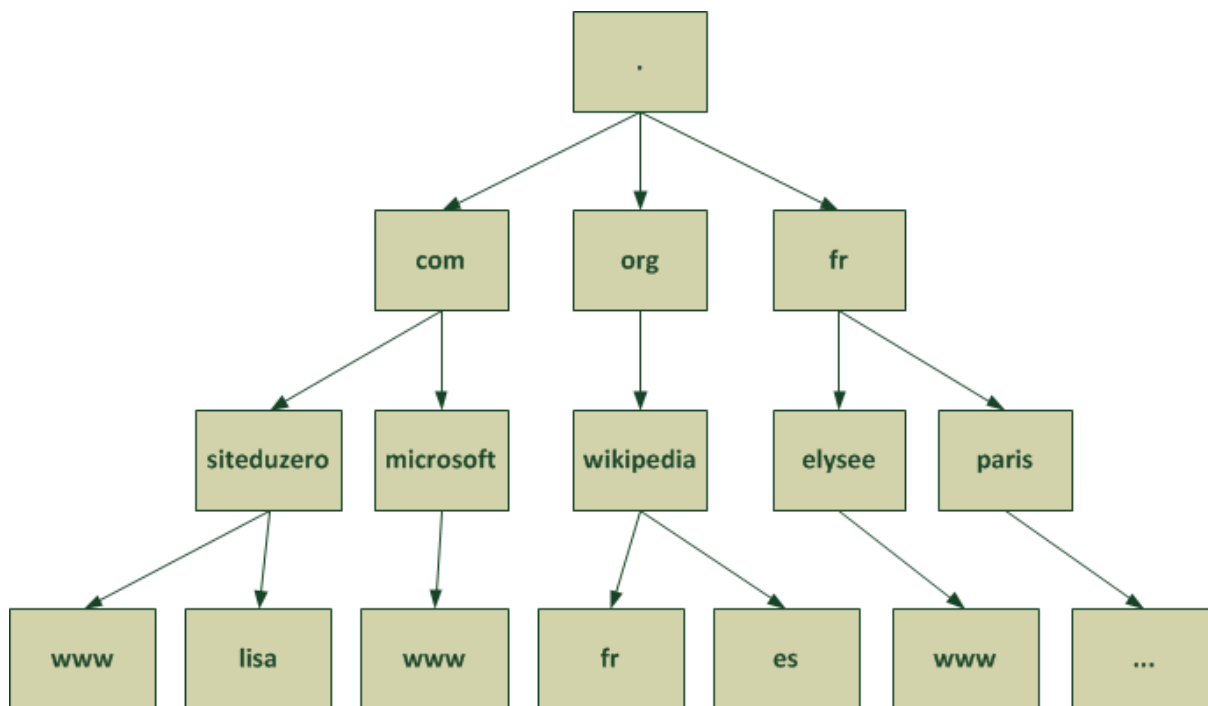 .
com
org
fr
siteduzero
microsoft
wikipedia
elysee
paris
www
lisa
www
fr
es
www
...